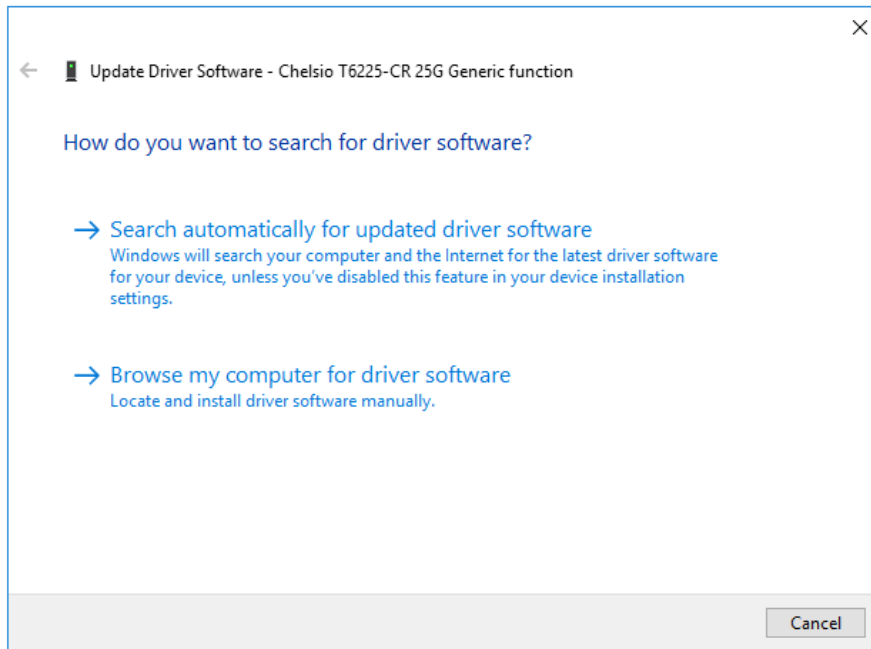 Update Driver Software - Chelsio T6225-CR 25G Generic function
How do you want to search for driver software?
Search automatically for updated driver software
Windows will search your computer and the Internet for the latest driver software
for your device, unless you've disabled this feature in your device installation
settings.
Browse my computer for driver software
Locate and install driver software manually.
Cancel